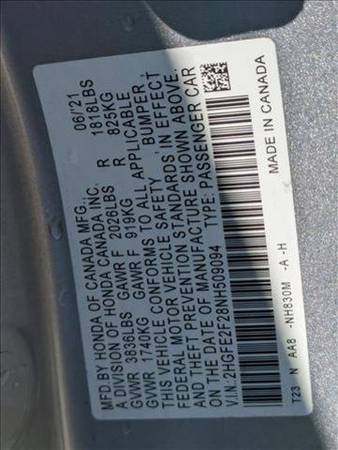 MFD. BY HONDA OF CANADA MFG., 06/'21
A DIVISION OF HONDA CANADA INC.
GVWR 3836LBS GAWR F 2026LBS R 1818LBS
GVWR 1740KG GAWR F 919KG R 825KG
THIS VEHICLE CONFORMS TO ALL APPLICABLE
FEDERAL MOTOR VEHICLE SAFETY , BUMPER ,
THEFT PREVENTION STANDARDS IN EFFECT ON
THE DATE OF MANUFACTURE SHOWN ABOVE.
V.I.N.: 2HGFE2F28NH509094 TYPE: PASSENGER CAR
T23 N AA8 -NH830M -A -H MADE IN CANADA